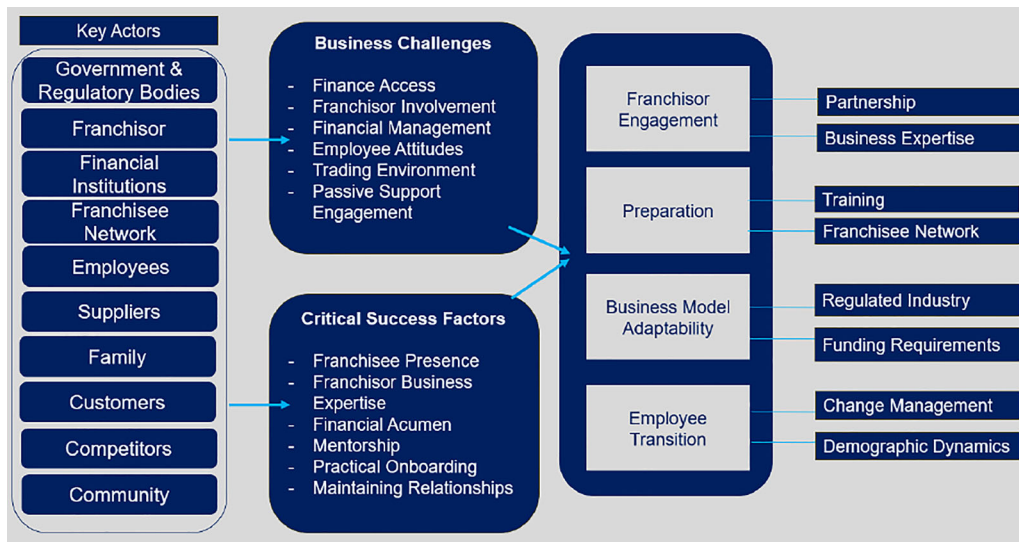 Key Actors
Government &
Regulatory Bodies
Franchisor
Financial
Institutions
Franchisee
Network
Employees
Suppliers
Family
Customers
Competitors
Community
Business Challenges
- Finance Access
- Franchisor Involvement
- Financial Management
- Employee Attitudes
- Trading Environment
- Passive Support
Engagement
Critical Success Factors
- Franchisee Presence
- Franchisor Business
Expertise
- Financial Acumen
- Mentorship
- Practical Onboarding
- Maintaining Relationships
Franchisor
Engagement
Partnership
Business Expertise
Preparation
Training
Franchisee Network
Business Model
Adaptability
Regulated Industry
Funding Requirements
Employee
Transition
Change Management
Demographic Dynamics